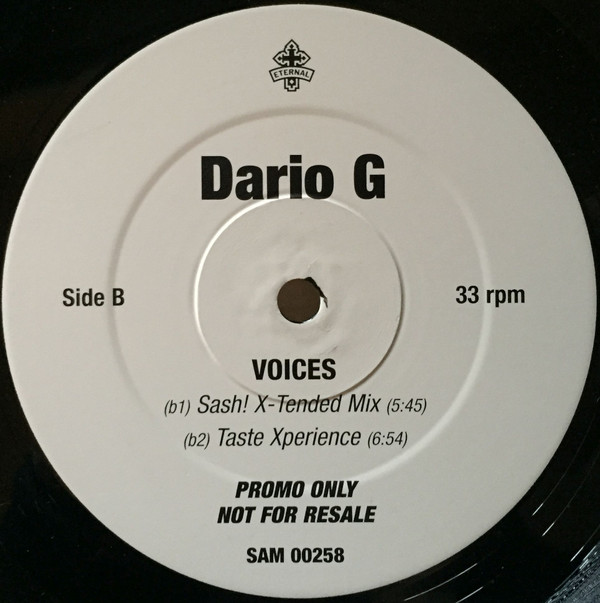 ETERNAL
Dario G
Side B
33 rpm
VOICES
(b1) Sash! X-Tended Mix (5:45)
(b2) Taste Xperience (6:54)
PROMO ONLY
NOT FOR RESALE
SAM 00258